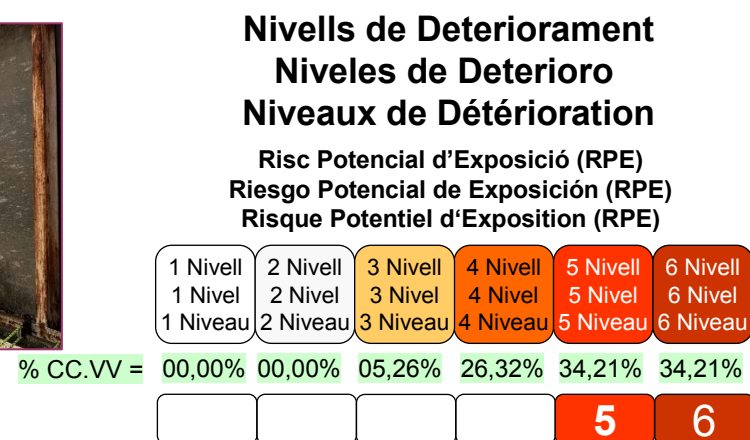 Nivells de Deteriorament
Niveles de Deterioro
Niveaux de Détérioration
Risc Potencial d’Exposició (RPE)
Riesgo Potencial de Exposición (RPE)
Risque Potentiel d‘Exposition (RPE)
1 Nivell 2 Nivell 3 Nivell 4 Nivell 5 Nivell 6 Nivell
1 Nivel 2 Nivel 3 Nivel 4 Nivel 5 Nivel 6 Nivel
1 Niveau 2 Niveau 3 Niveau 4 Niveau 5 Niveau 6 Niveau
% CC.VV = 00,00% 00,00% 05,26% 26,32% 34,21% 34,21%
5 6